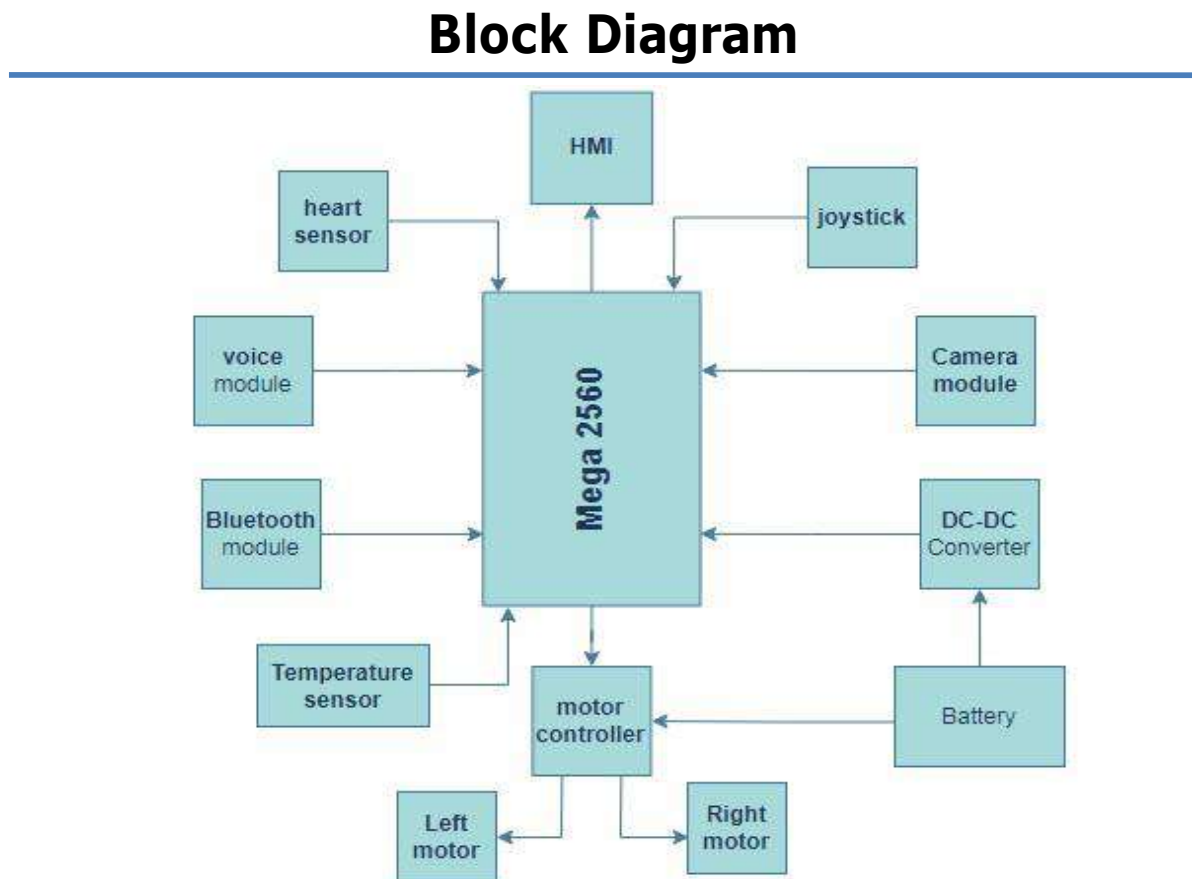 Block Diagram
HMI
heart
sensor
joystick
voice
module
Camera
module
Mega 2560
Bluetooth
module
DC-DC
Converter
Temperature
sensor
motor
controller
Battery
Left
motor
Right
motor